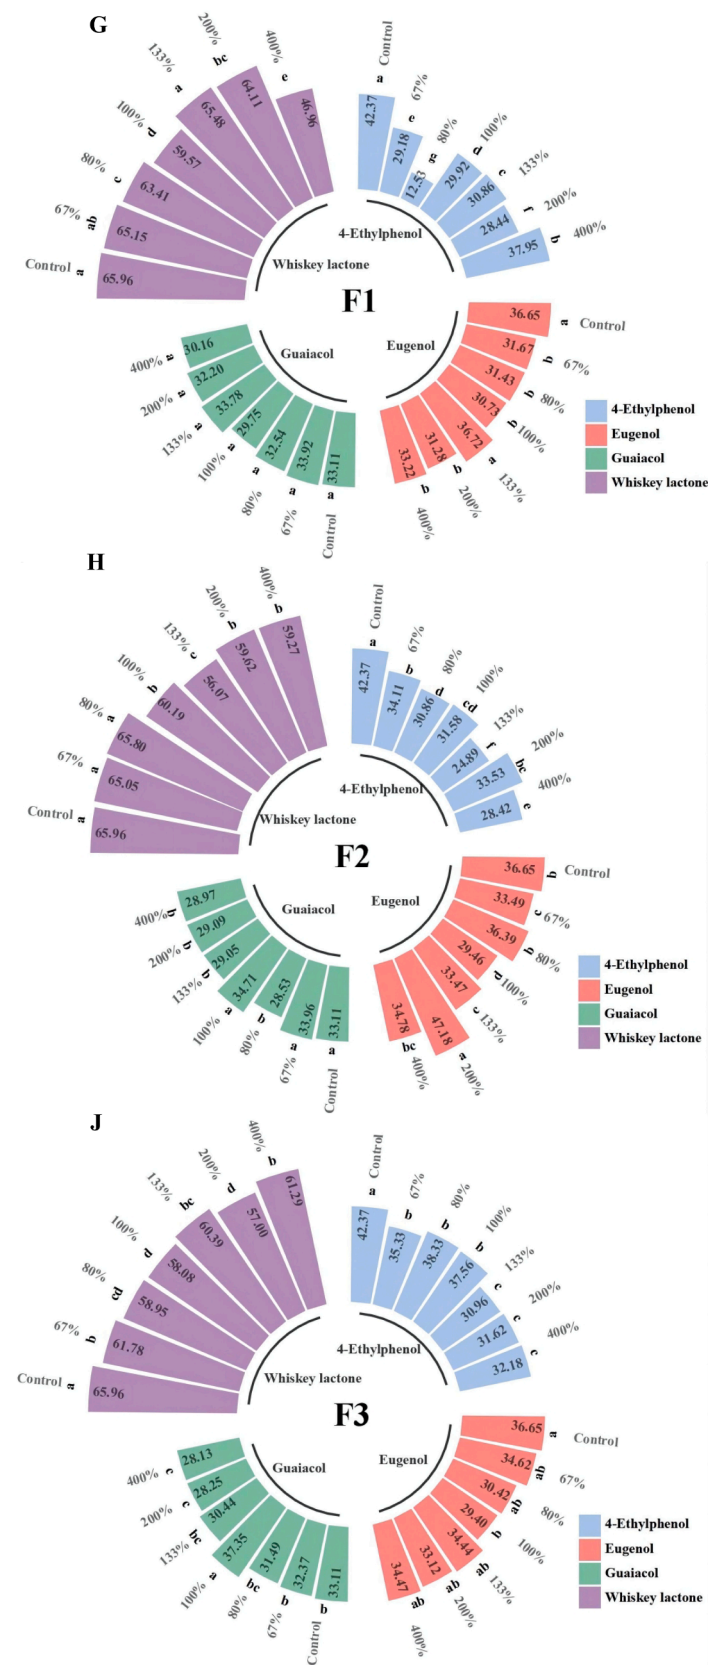 G
Control a 65.96
67% ab 65.15
80% c 63.41
100% d 59.57
133% a 65.48
200% bc 64.11
400% e 46.96
Whiskey lactone
Control a 42.37
67% e 29.18
80% g 12.53
100% d 29.92
133% c 30.86
200% f 28.44
400% b 37.95
4-Ethylphenol
F1
36.65 a Control
31.67 b 67%
31.43 b 80%
30.73 b 100%
36.72 a 133%
31.28 b 200%
33.22 b 400%
Eugenol
400% a 30.16
200% a 32.20
133% a 33.78
100% a 29.75
80% a 32.54
67% a 33.92
Control a 33.11
Guaiacol
4-Ethylphenol
Eugenol
Guaiacol
Whiskey lactone
H
Control a 65.96
67% a 65.05
80% a 65.80
100% b 60.19
133% c 56.07
200% b 59.62
400% b 59.27
Whiskey lactone
Control a 42.37
67% b 34.11
80% d 30.86
100% cd 31.58
133% f 24.89
200% bc 33.53
400% e 28.42
4-Ethylphenol
F2
36.65 b Control
33.49 c 67%
36.39 b 80%
29.46 d 100%
33.47 c 133%
47.18 a 200%
34.78 bc 400%
Eugenol
400% b 28.97
200% b 29.09
133% b 29.05
100% a 34.71
80% b 28.53
67% a 33.96
Control a 33.11
Guaiacol
4-Ethylphenol
Eugenol
Guaiacol
Whiskey lactone
J
Control a 65.96
67% b 61.78
80% cd 58.95
100% d 58.08
133% bc 60.39
200% d 57.00
400% b 61.29
Whiskey lactone
Control a 42.37
67% b 35.33
80% b 38.33
100% b 37.56
133% c 30.96
200% c 31.62
400% c 32.18
4-Ethylphenol
F3
36.65 a Control
34.62 ab 67%
30.42 ab 80%
29.40 b 100%
34.44 ab 133%
33.12 ab 200%
34.47 ab 400%
Eugenol
400% c 28.13
200% c 28.25
133% bc 30.44
100% a 37.35
80% bc 31.49
67% b 32.37
Control b 33.11
Guaiacol
4-Ethylphenol
Eugenol
Guaiacol
Whiskey lactone